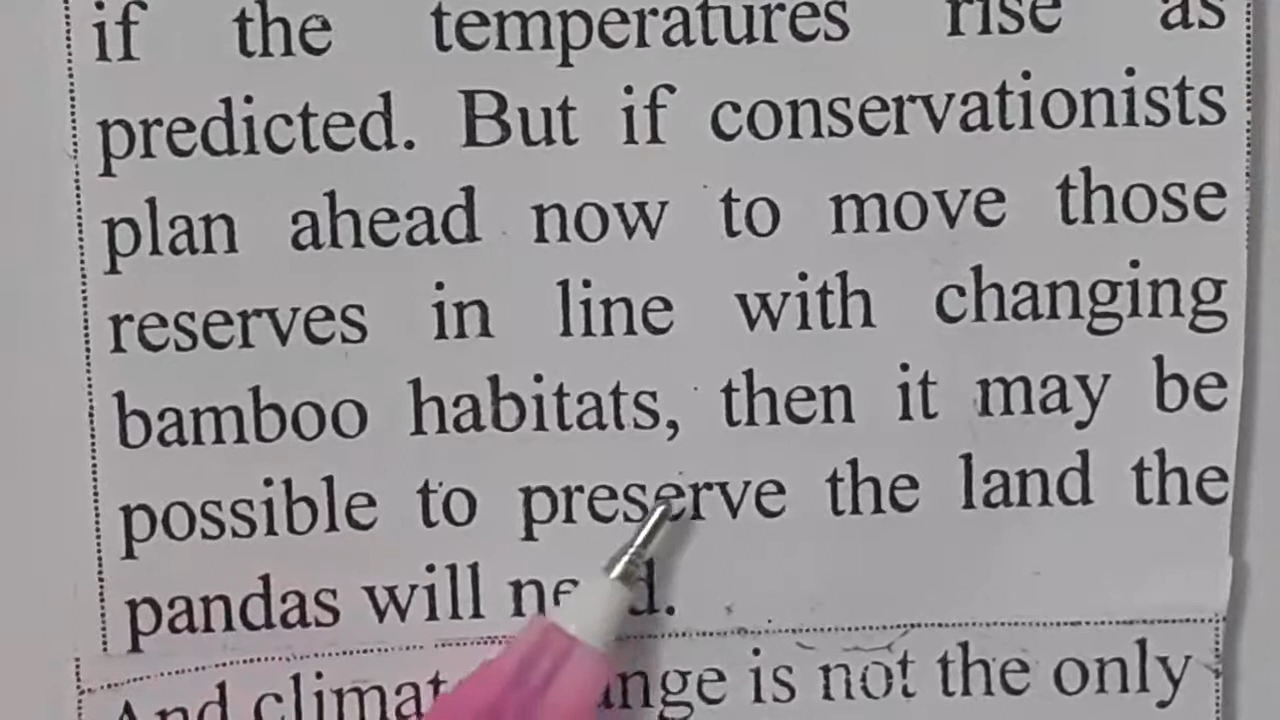 if the temperatures rise as
predicted. But if conservationists
plan ahead now to move those
reserves in line with changing
bamboo habitats, then it may be
possible to preserve the land the
pandas will
And is not the only